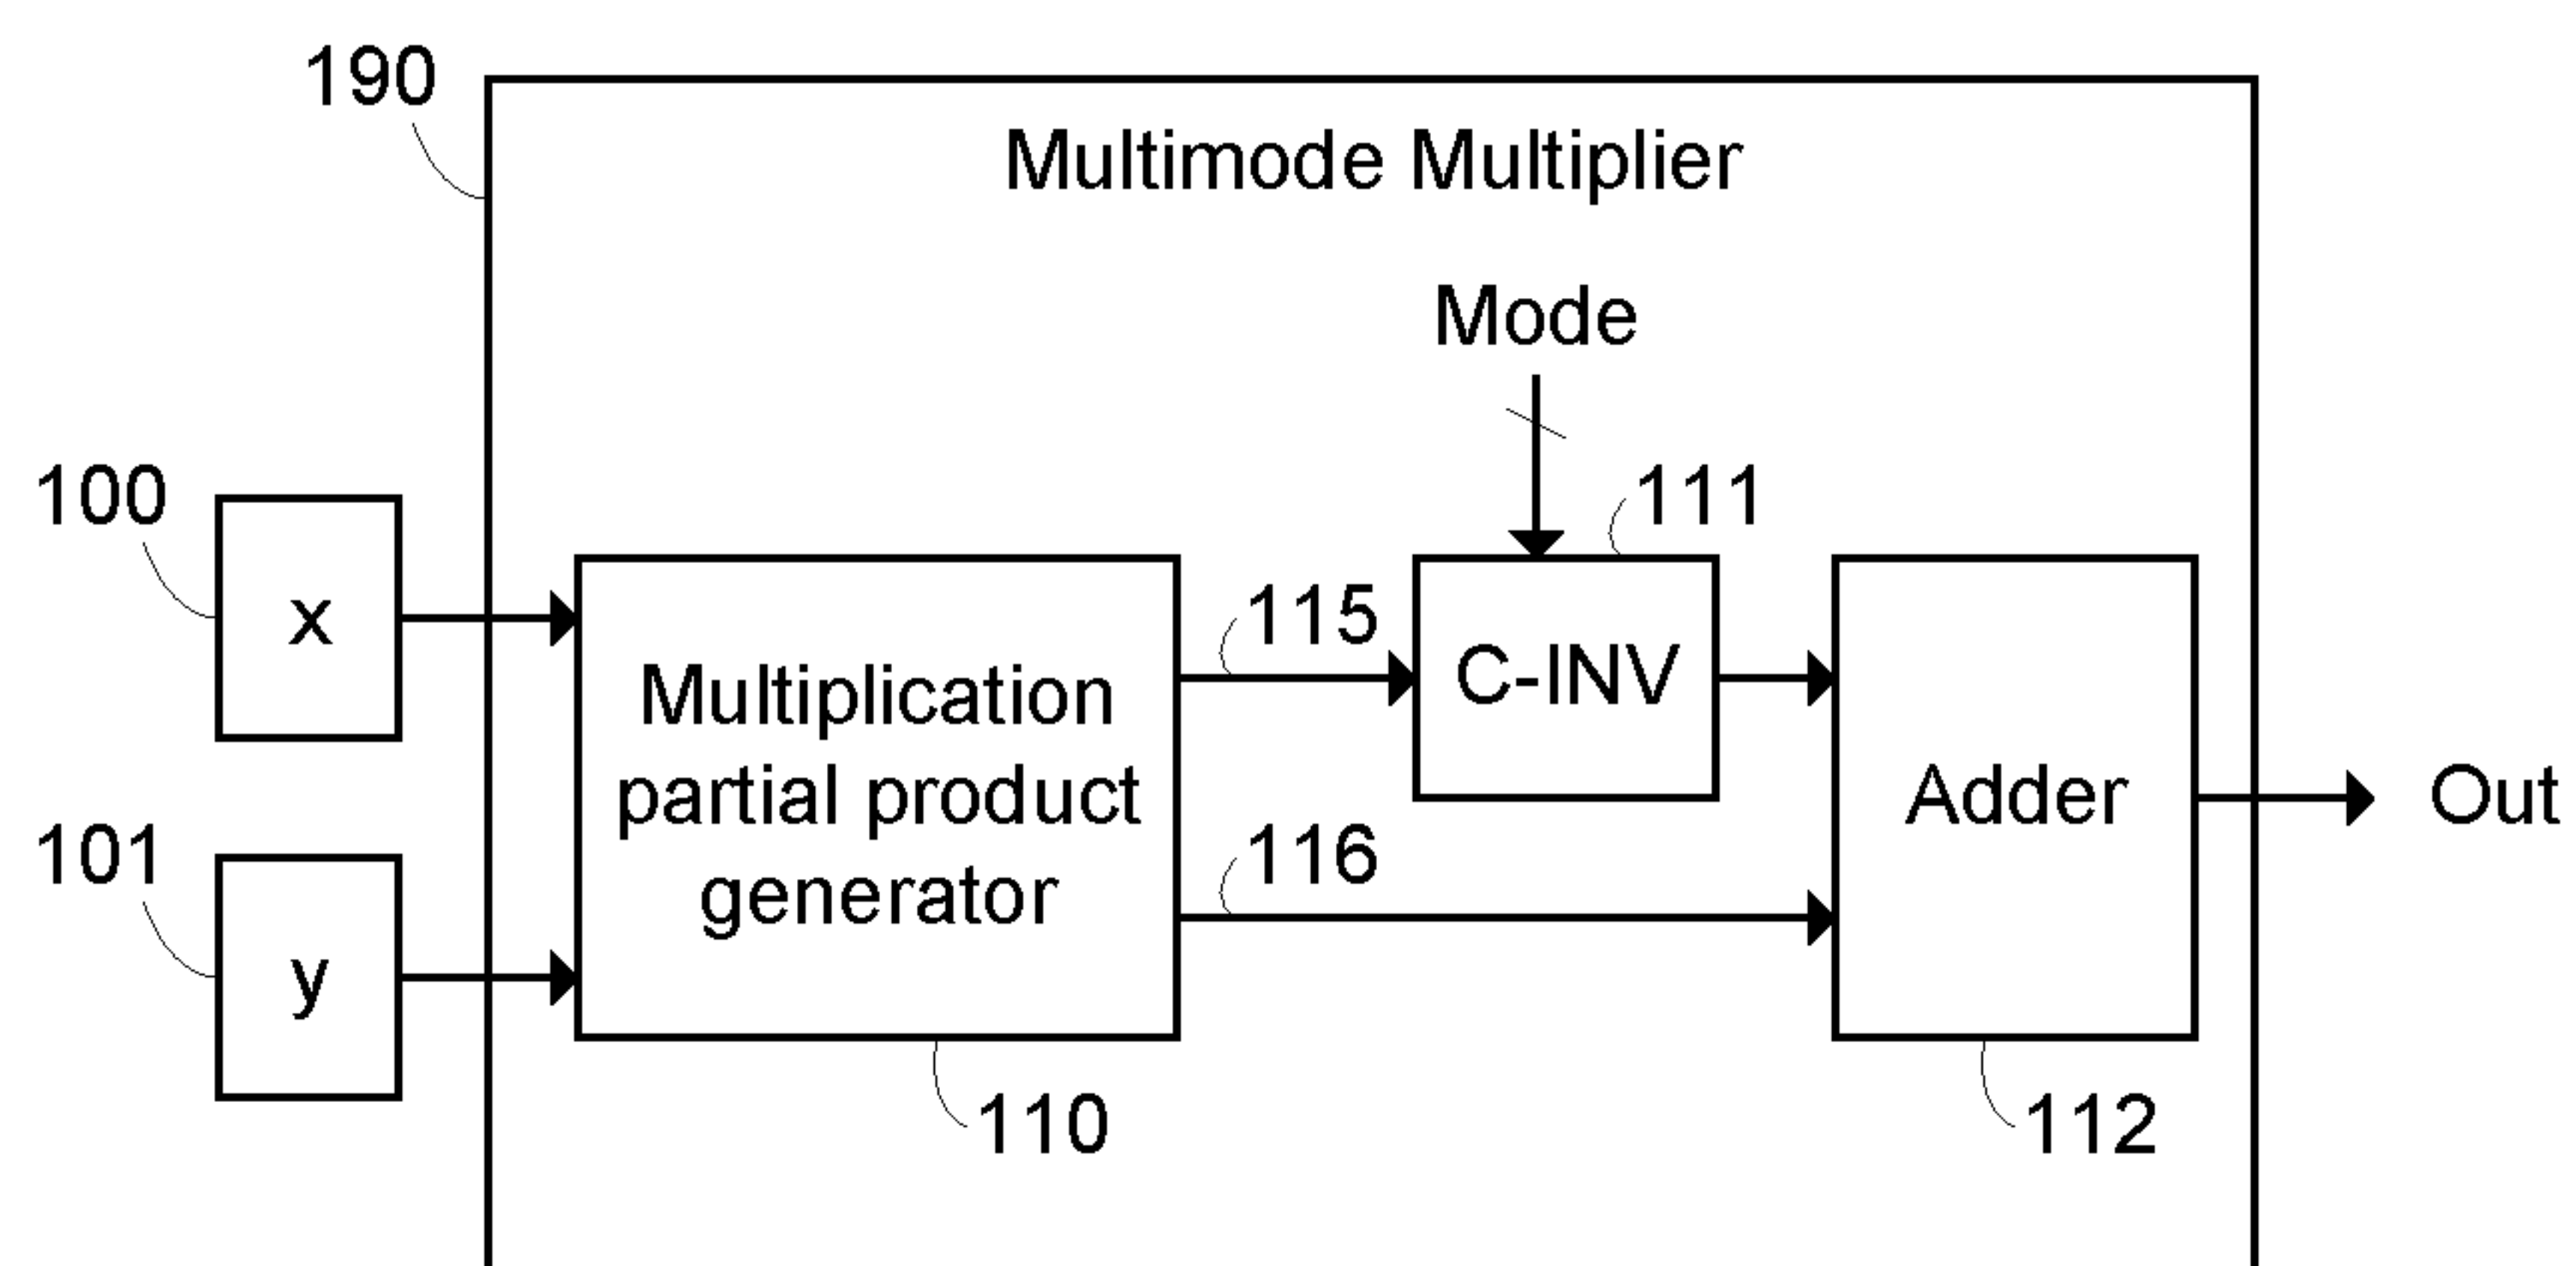 190
Multimode Multiplier
Mode
100
111
x
115
C-INV
Multiplication
partial product
generator
Adder
Out
101
116
y
110
112